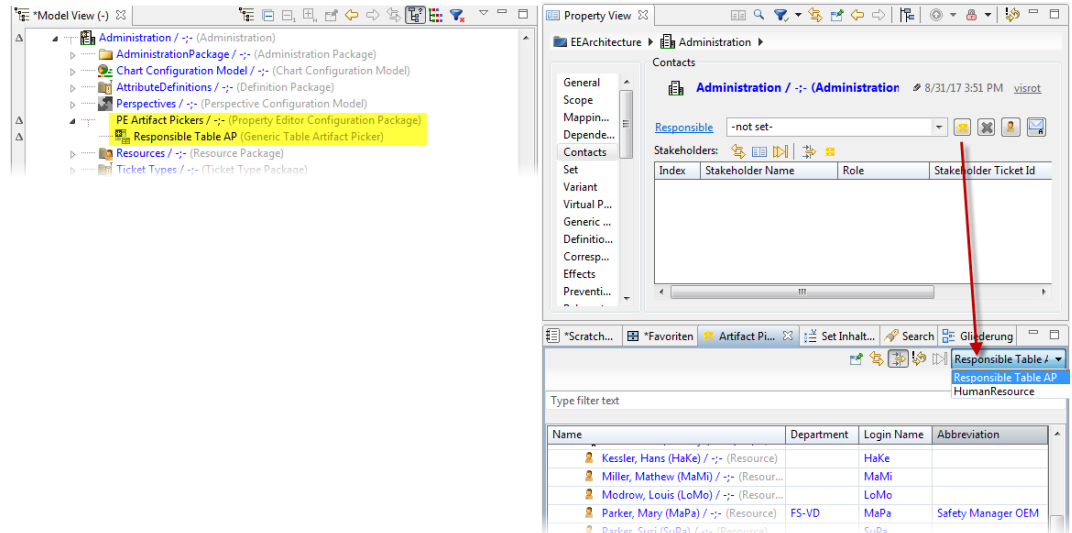 *Model View (-)
Administration / -;- (Administration)
AdministrationPackage / -;- (Administration Package)
Chart Configuration Model / -;- (Chart Configuration Model)
AttributeDefinitions / -;- (Definition Package)
Perspectives / -;- (Perspective Configuration Model)
PE Artifact Pickers / -;- (Property Editor Configuration Package)
Responsible Table AP (Generic Table Artifact Picker)
Resources / -;- (Resource Package)
Ticket Types / -;- (Ticket Type Package)
Property View
EEArchitecture Administration
Contacts
General
Scope
Mappin...
Depende...
Contacts
Set
Variant
Virtual P...
Generic ...
Definitio...
Corresp...
Effects
Preventi...
Administration / -;- (Administration 8/31/17 3:51 PM visrot
Responsible -not set-
Stakeholders:
Index Stakeholder Name Role Stakeholder Ticket Id
*Scratch... *Favoriten Artifact Pi... Set Inhalt... Search Gliederung
Responsible Table A
Responsible Table AP
HumanResource
Type filter text
Name Department Login Name Abbreviation
Kessler, Hans (HaKe) / -;- (Resource) HaKe
Miller, Mathew (MaMi) / -;- (Resour... MaMi
Modrow, Louis (LoMo) / -;- (Resour... LoMo
Parker, Mary (MaPa) / -;- (Resource) FS-VD MaPa Safety Manager OEM
Parker, Susi (SuPa) / -;- (Resource) SuPa